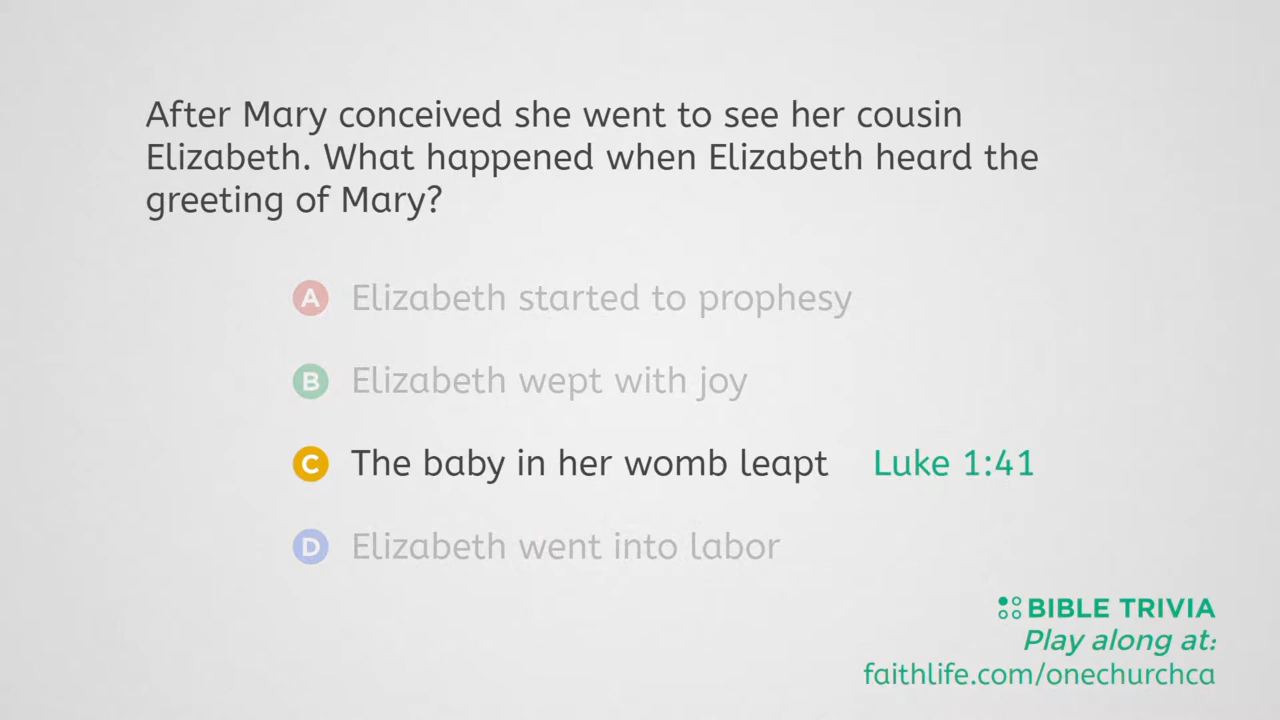 After Mary conceived she went to see her cousin
Elizabeth. What happened when Elizabeth heard the
greeting of Mary?
A Elizabeth started to prophesy
B Elizabeth wept with joy
C The baby in her womb leapt Luke 1:41
D Elizabeth went into labor
BIBLE TRIVIA
Play along at:
faithlife.com/onechurchca